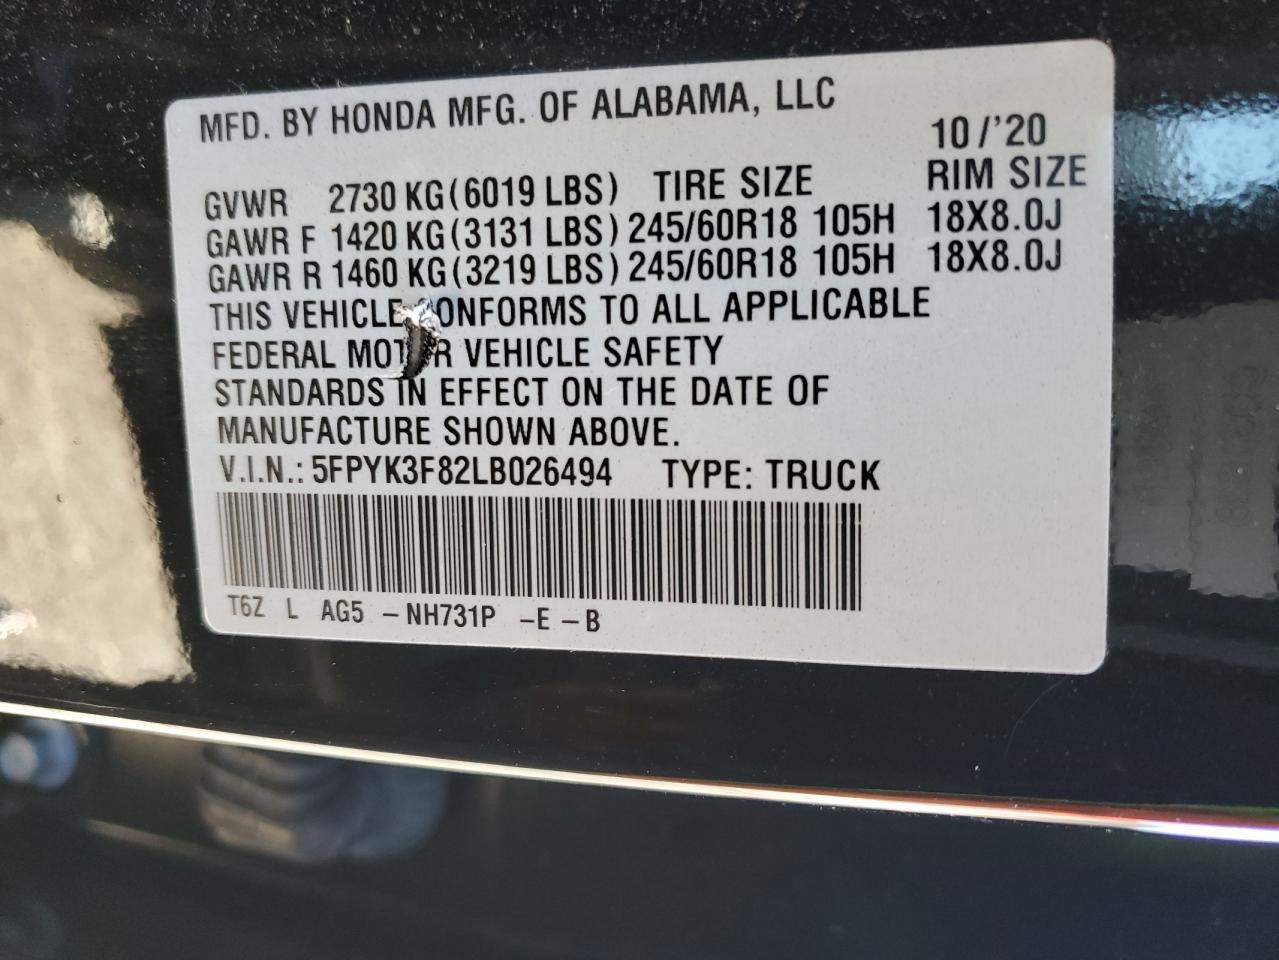 MFD. BY HONDA MFG. OF ALABAMA, LLC
10/'20
GVWR 2730 KG(6019 LBS) TIRE SIZE RIM SIZE
GAWR F 1420 KG(3131 LBS) 245/60R18 105H 18X8.0J
GAWR R 1460 KG(3219 LBS) 245/60R18 105H 18X8.0J
THIS VEHICLE CONFORMS TO ALL APPLICABLE
FEDERAL MOTOR VEHICLE SAFETY
STANDARDS IN EFFECT ON THE DATE OF
MANUFACTURE SHOWN ABOVE.
V.I.N.: 5FPYK3F82LB026494 TYPE: TRUCK
T6Z L AG5 -NH731P -E -B